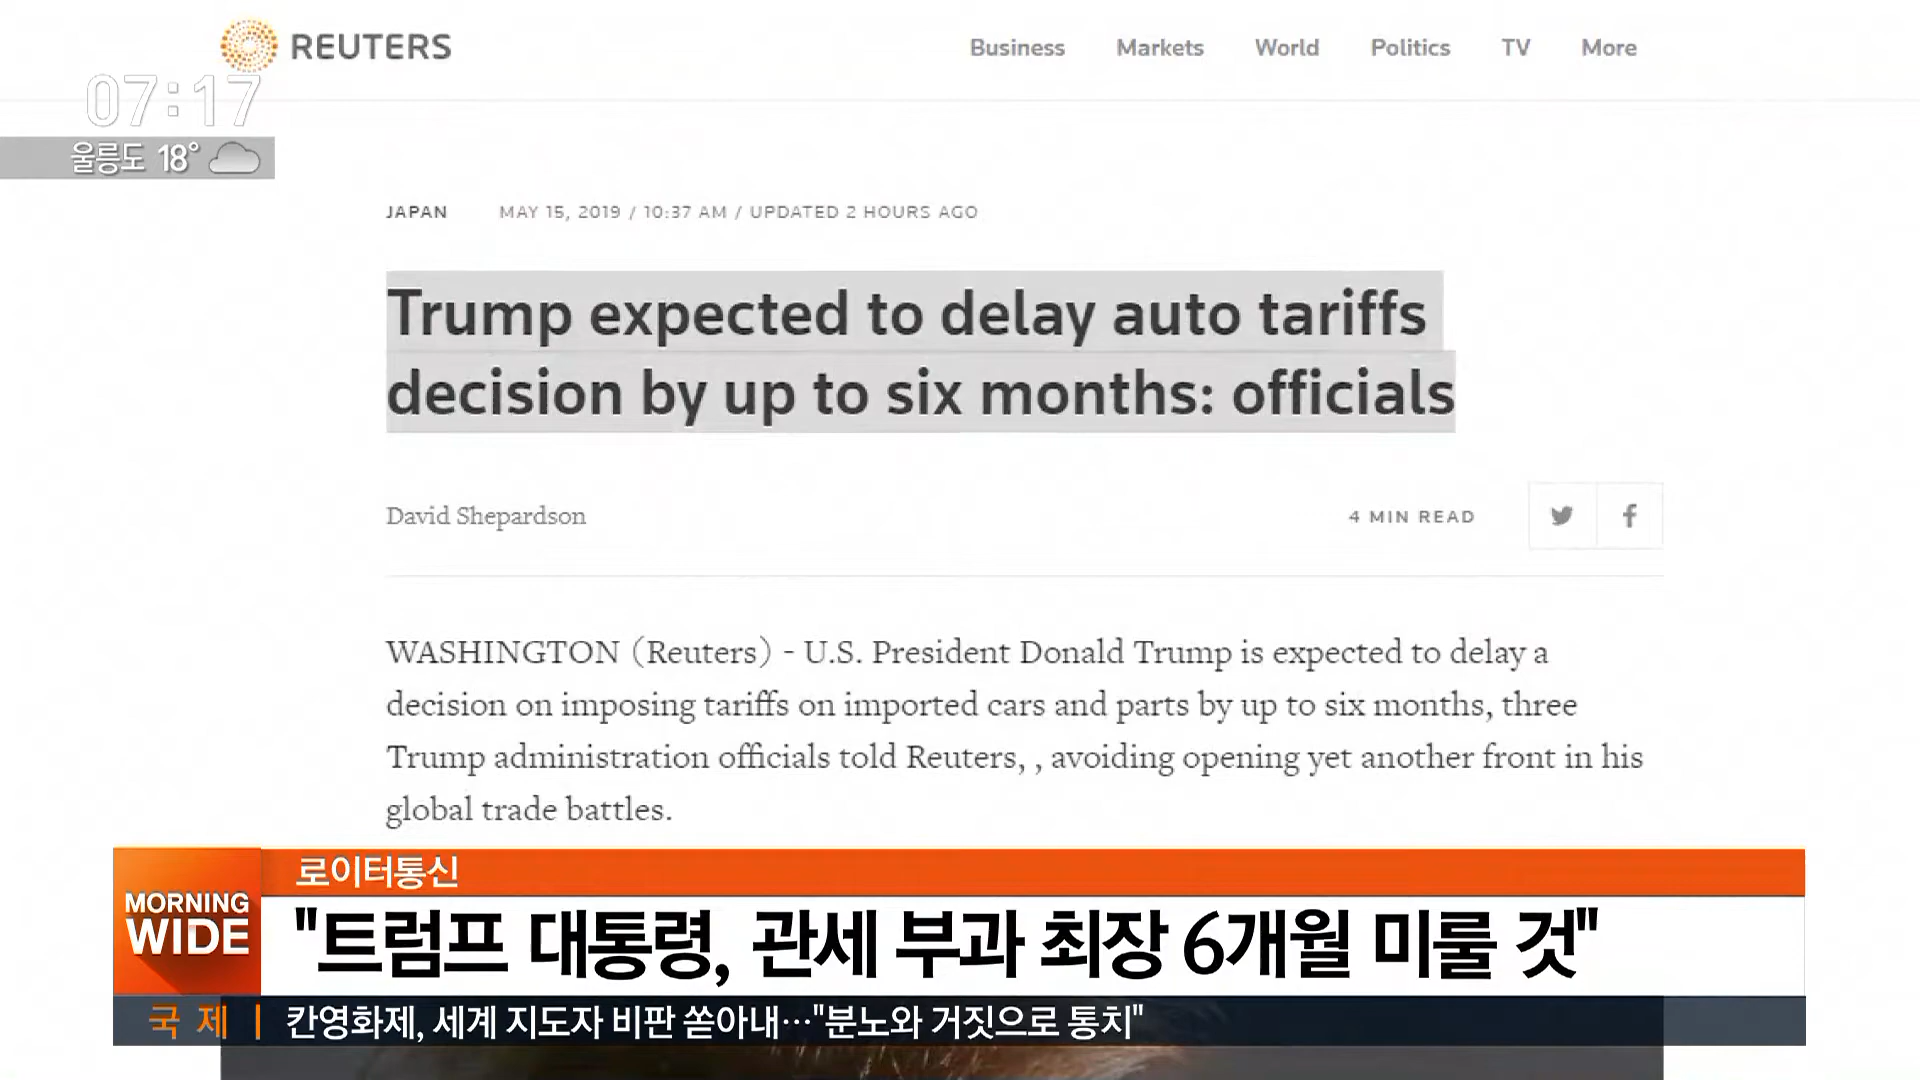 REUTERS
Business Markets World Politics TV More
07:17
울릉도 18°
JAPAN MAY 15, 2019 / 10:37 AM / UPDATED 2 HOURS AGO
Trump expected to delay auto tariffs
decision by up to six months: officials
David Shepardson
4 MIN READ
WASHINGTON (Reuters) - U.S. President Donald Trump is expected to delay a
decision on imposing tariffs on imported cars and parts by up to six months, three
Trump administration officials told Reuters, , avoiding opening yet another front in his
global trade battles.
로이터통신
MORNING
WIDE
"트럼프 대통령, 관세 부과 최장 6개월 미룰 것"
국 제 | 칸영화제, 세계 지도자 비판 쏟아내…"분노와 거짓으로 통치"